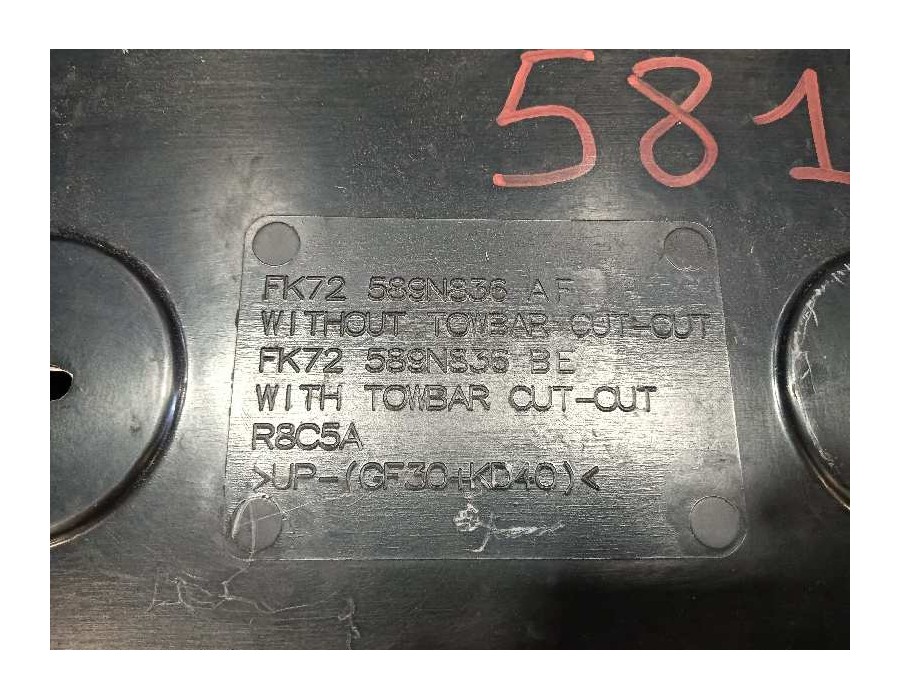 581
FK72 589N836 AF
WITHOUT TOWBAR CUT-OUT
FK72 589N836 BE
WITH TOWBAR CUT-OUT
R8C5A
>UP-(GF30+KD40)<